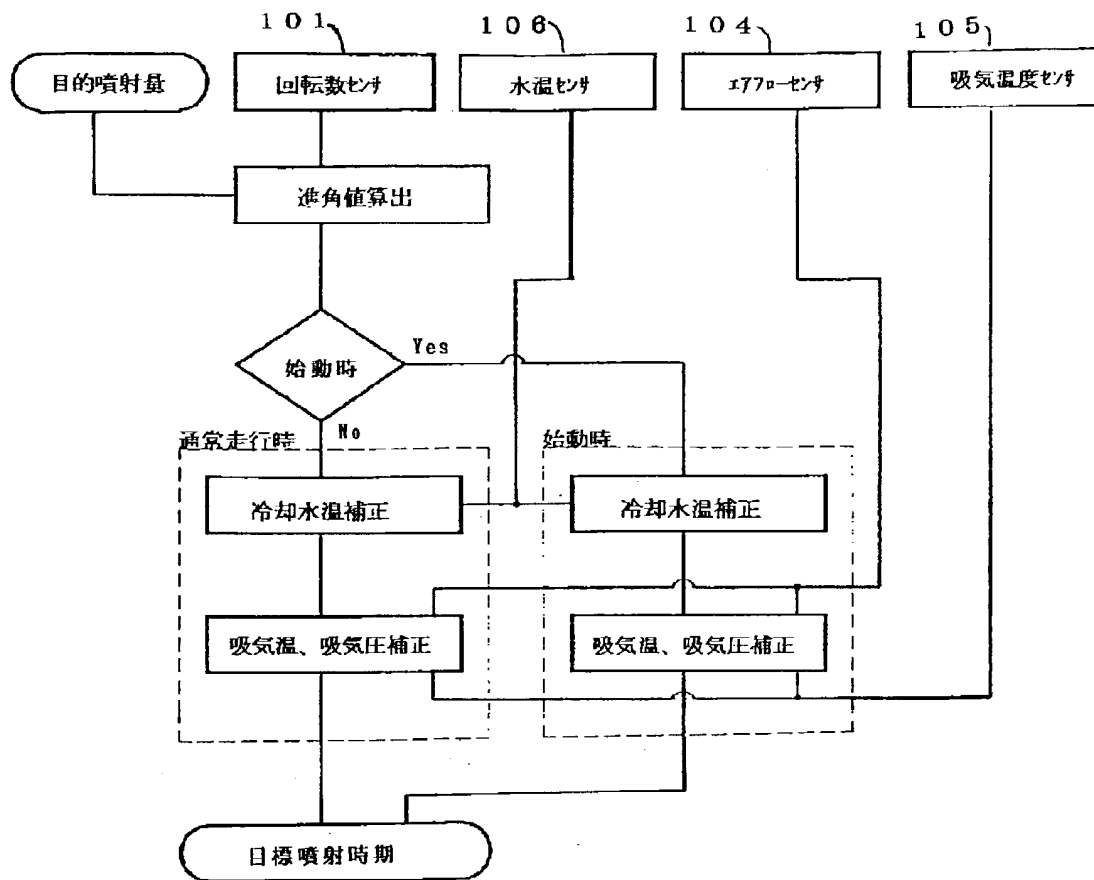 １０１
１０６
１０４
１０５
目的噴射量
回転数ｾﾝｻ
水温ｾﾝｻ
ｴｱﾌﾛｰｾﾝｻ
吸気温度ｾﾝｻ
進角値算出
始動時
Yes
No
通常走行時
始動時
冷却水温補正
冷却水温補正
吸気温、吸気圧補正
吸気温、吸気圧補正
目標噴射時期